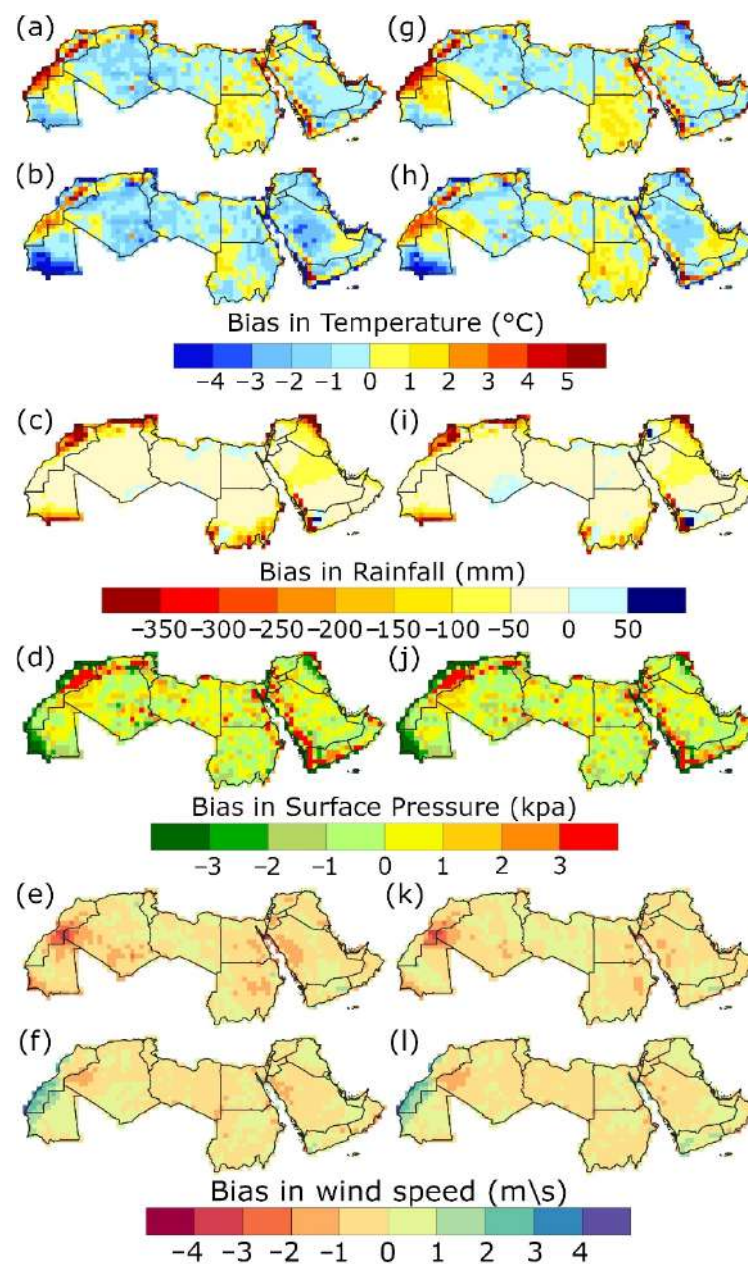 (a) (g)
(b) (h)
Bias in Temperature (°C)
−4 −3 −2 −1 0 1 2 3 4 5
(c) (i)
Bias in Rainfall (mm)
−350 −300 −250 −200 −150 −100 −50 0 50
(d) (j)
Bias in Surface Pressure (kpa)
−3 −2 −1 0 1 2 3
(e) (k)
(f) (l)
Bias in wind speed (m\s)
−4 −3 −2 −1 0 1 2 3 4